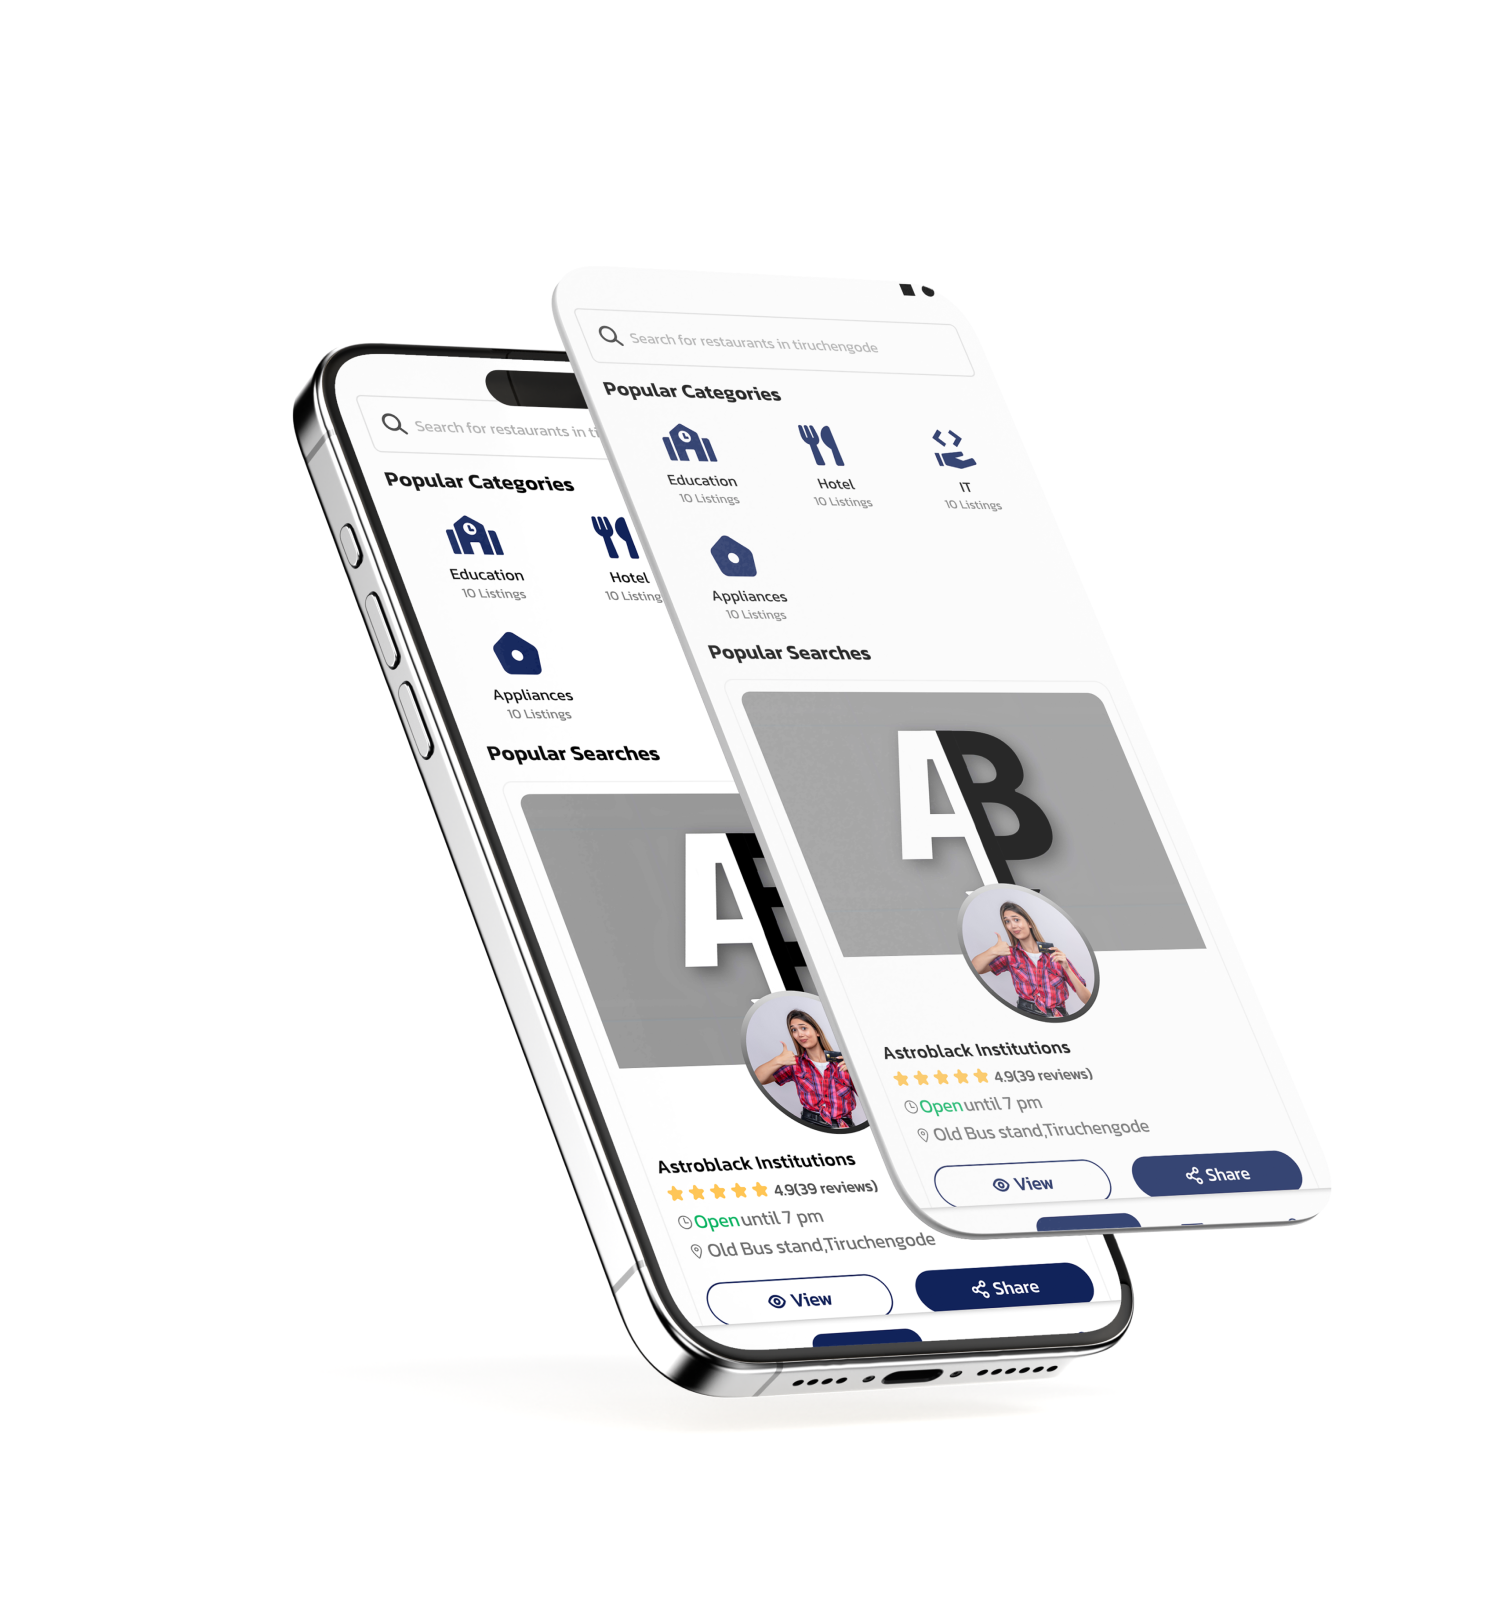 Search for restaurants in ti
Popular Categories
Education
10 Listings
Hotel
10 Listing
Appliances
10 Listings
Popular Searches
A
Astroblack Institutions
4.9(39 reviews)
Open until 7 pm
Old Bus stand,Tiruchengode
View
Share
Search for restaurants in tiruchengode
Popular Categories
Education
10 Listings
Hotel
10 Listings
IT
10 Listings
Appliances
10 Listings
Popular Searches
AB
Astroblack Institutions
4.9(39 reviews)
Open until 7 pm
Old Bus stand,Tiruchengode
View
Share